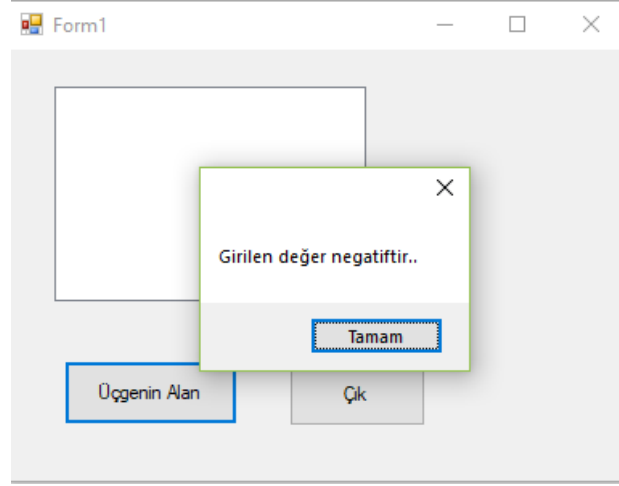 Form1
Girilen değer negatiftir..
Tamam
Üçgenin Alan
Çık